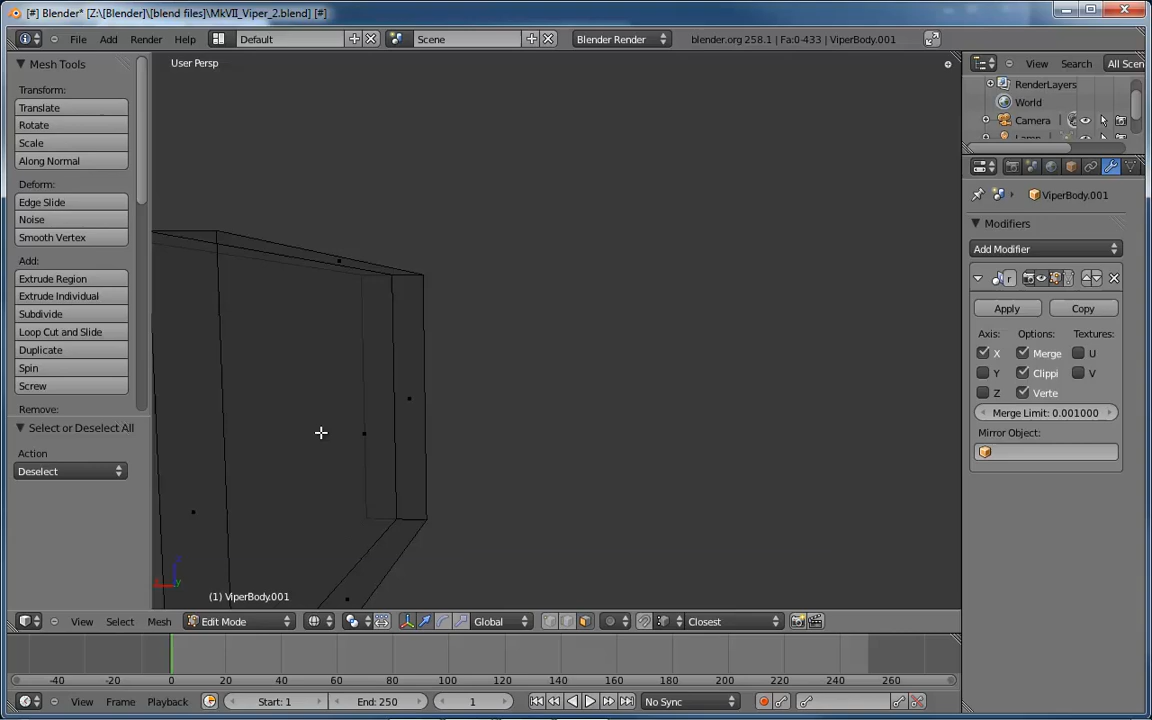 [#] Blender* [Z:\[Blender]\[blend files]\MkVII_Viper_2.blend] [#]
File Add Render Help Default Scene Blender Render blender.org 258.1 | Fa:0-433 | ViperBody.001
Mesh Tools
Transform:
Translate
Rotate
Scale
Along Normal
Deform:
Edge Slide
Noise
Smooth Vertex
Add:
Extrude Region
Extrude Individual
Subdivide
Loop Cut and Slide
Duplicate
Spin
Screw
Remove:
Select or Deselect All
Action
Deselect
User Persp
y
(1) ViperBody.001
View Select Mesh Edit Mode Global Closest
-40 -20 0 20 40 60 80 100 120 140 160 180 200 220 240 260
View Frame Playback Start: 1 End: 250 1 No Sync
View Search All Scen
RenderLayers
World
Camera
ViperBody.001
Modifiers
Add Modifier
r
Apply Copy
Axis: Options: Textures:
X Merge U
Y Clippi V
Z Verte
Merge Limit: 0.001000
Mirror Object: